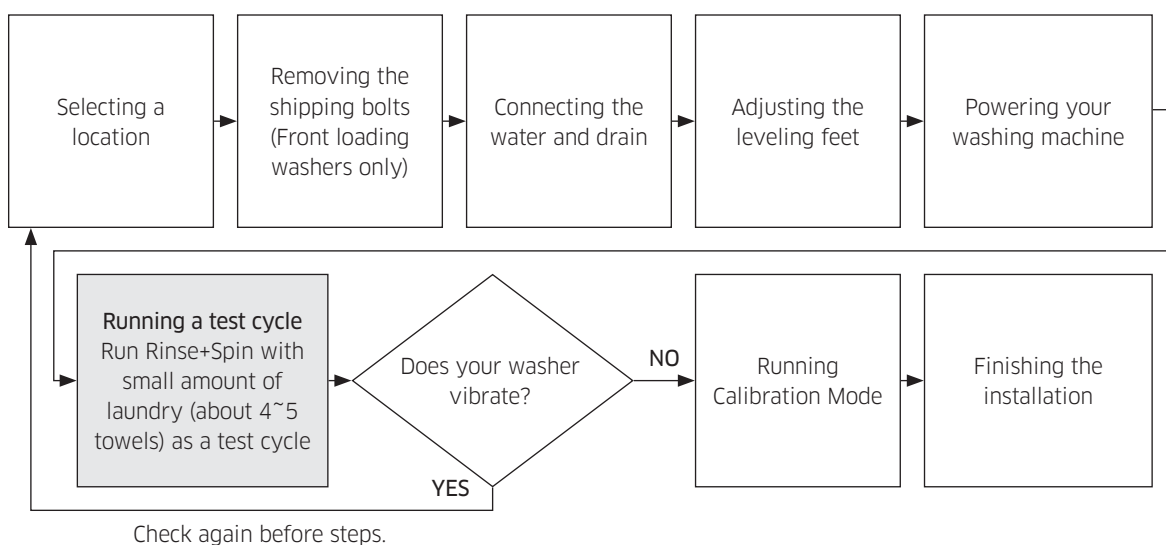 Selecting a
location
Removing the
shipping bolts
(Front loading
washers only)
Connecting the
water and drain
Adjusting the
leveling feet
Powering your
washing machine
Running a test cycle
Run Rinse+Spin with
small amount of
laundry (about 4~5
towels) as a test cycle
Does your washer
vibrate?
NO
YES
Running
Calibration Mode
Finishing the
installation
Check again before steps.